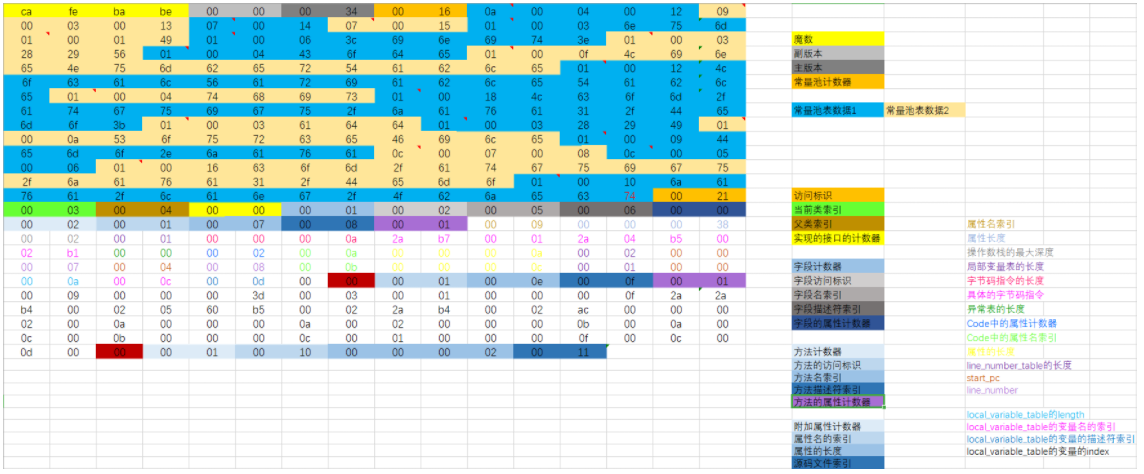 ca fe ba be 00 00 00 34 00 16 0a 00 04 00 12 09
00 03 00 13 07 00 14 07 00 15 01 00 03 6e 75 6d
01 00 01 49 01 00 06 3c 69 6e 69 74 3e 01 00 03
28 29 56 01 00 04 43 6f 64 65 01 00 0f 4c 69 6e
65 4e 75 6d 62 65 72 54 61 62 6c 65 01 00 12 4c
6f 63 61 6c 56 61 72 69 61 62 6c 65 54 61 62 6c
65 01 00 04 74 68 69 73 01 00 18 4c 63 6f 6d 2f
61 74 67 75 69 67 75 2f 6a 61 76 61 31 2f 44 65
6d 6f 3b 01 00 03 61 64 64 01 00 03 28 29 49 01
00 0a 53 6f 75 72 63 65 46 69 6c 65 01 00 09 44
65 6d 6f 2e 6a 61 76 61 0c 00 07 00 08 0c 00 05
00 06 01 00 16 63 6f 6d 2f 61 74 67 75 69 67 75
2f 6a 61 76 61 31 2f 44 65 6d 6f 01 00 10 6a 61
76 61 2f 6c 61 6e 67 2f 4f 62 6a 65 63 74 00 21
00 03 00 04 00 00 00 01 00 02 00 05 00 06 00 00
00 02 00 01 00 07 00 08 00 01 00 09 00 00 00 38
00 02 00 01 00 00 00 0a 2a b7 00 01 2a 04 b5 00
02 b1 00 00 00 02 00 0a 00 00 00 0a 00 02 00 00
00 07 00 04 00 08 00 0b 00 00 00 0c 00 01 00 00
00 0a 00 0c 00 0d 00 00 00 01 00 0e 00 0f 00 01
00 09 00 00 00 3d 00 03 00 01 00 00 00 0f 2a 2a
b4 00 02 05 60 b5 00 02 2a b4 00 02 ac 00 00 00
02 00 0a 00 00 00 0a 00 02 00 00 00 0b 00 0a 00
0c 00 0b 00 00 00 0c 00 01 00 00 00 0f 00 0c 00
0d 00 00 00 01 00 10 00 00 00 02 00 11
魔数
副版本
主版本
常量池计数器
常量池表数据1 常量池表数据2
访问标识
当前类索引
父类索引
实现的接口的计数器
字段计数器
字段访问标识
字段名索引
字段描述符索引
字段的属性计数器
方法计数器
方法的访问标识
方法名索引
方法描述符索引
方法的属性计数器
附加属性计数器
属性名的索引
属性的长度
源码文件索引
属性名索引
属性长度
操作数栈的最大深度
局部变量表的长度
字节码指令的长度
具体的字节码指令
异常表的长度
Code中的属性计数器
Code中的属性名索引
属性的长度
line_number_table的长度
start_pc
line_number
local_variable_table的length
local_variable_table的变量名的索引
local_variable_table的变量的描述符索引
local_variable_table的变量的index